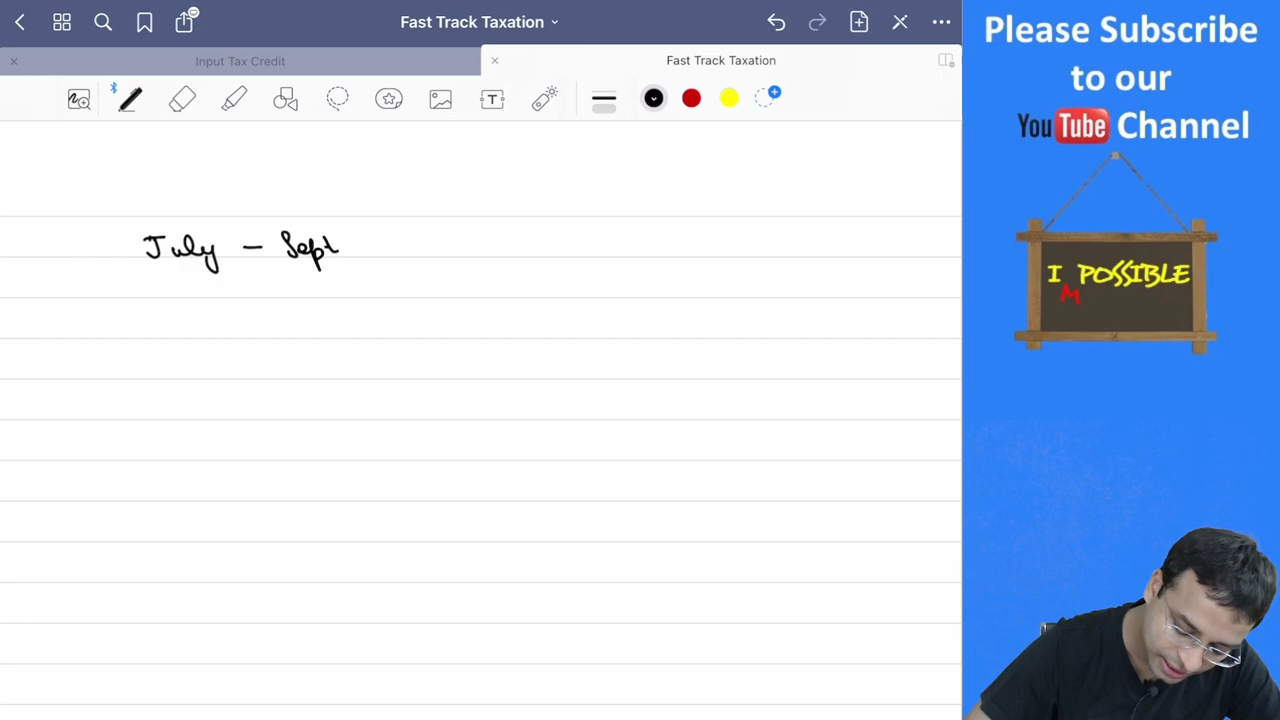 Fast Track Taxation
Input Tax Credit
Fast Track Taxation
T
July - Sept
Please Subscribe
to our
YouTube Channel
I POSSIBLE
M